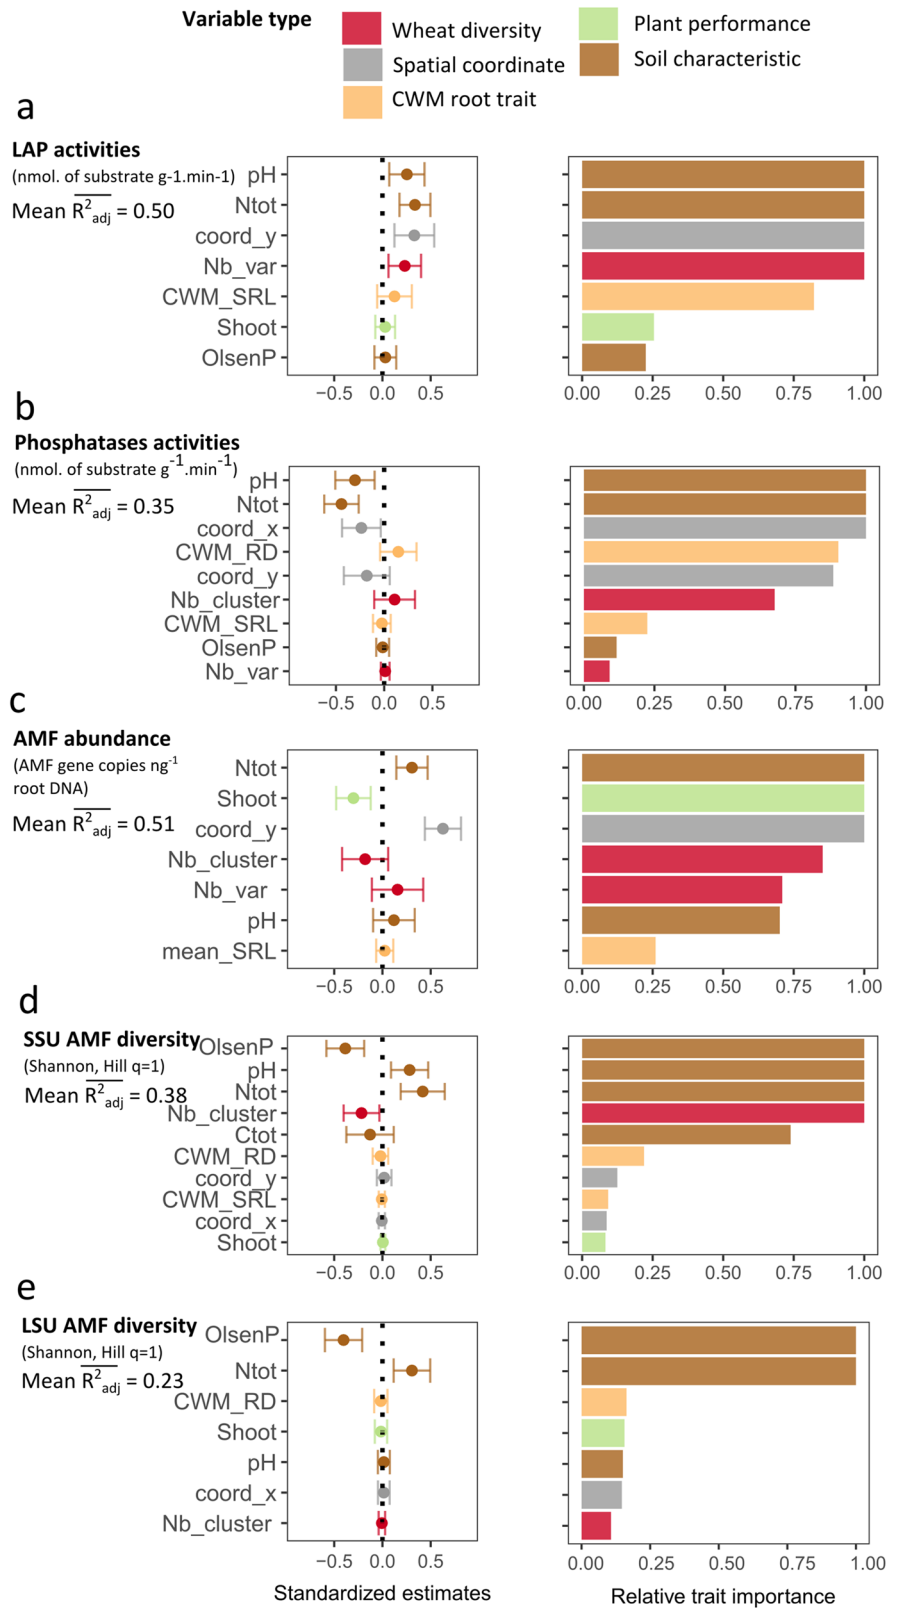 Variable type
Wheat diversity
Spatial coordinate
CWM root trait
Plant performance
Soil characteristic
a
LAP activities
(nmol. of substrate g-1.min-1)
Mean R²adj = 0.50
pH
Ntot
coord_y
Nb_var
CWM_SRL
Shoot
OlsenP
−0.5 0.0 0.5
0.00 0.25 0.50 0.75 1.00
b
Phosphatases activities
(nmol. of substrate g⁻¹.min⁻¹)
Mean R²adj = 0.35
pH
Ntot
coord_x
CWM_RD
coord_y
Nb_cluster
CWM_SRL
OlsenP
Nb_var
−0.5 0.0 0.5
0.00 0.25 0.50 0.75 1.00
c
AMF abundance
(AMF gene copies ng⁻¹
root DNA)
Mean R²adj = 0.51
Ntot
Shoot
coord_y
Nb_cluster
Nb_var
pH
mean_SRL
−0.5 0.0 0.5
0.00 0.25 0.50 0.75 1.00
d
SSU AMF diversity
(Shannon, Hill q=1)
Mean R²adj = 0.38
OlsenP
pH
Ntot
Nb_cluster
Ctot
CWM_RD
coord_y
CWM_SRL
coord_x
Shoot
−0.5 0.0 0.5
0.00 0.25 0.50 0.75 1.00
e
LSU AMF diversity
(Shannon, Hill q=1)
Mean R²adj = 0.23
OlsenP
Ntot
CWM_RD
Shoot
pH
coord_x
Nb_cluster
−0.5 0.0 0.5
0.00 0.25 0.50 0.75 1.00
Standardized estimates
Relative trait importance